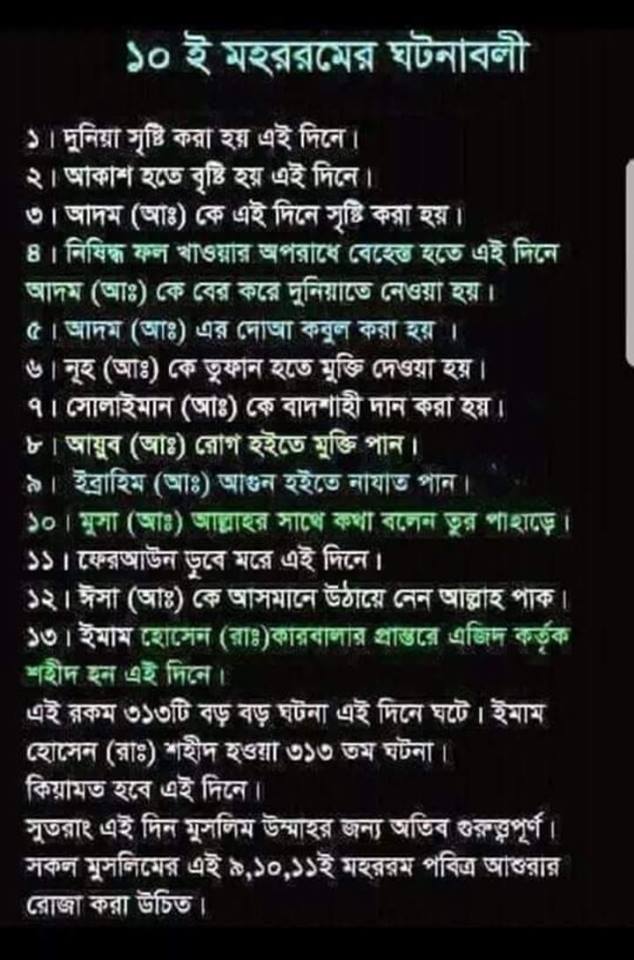 ১০ ই মহররমের ঘটনাবলী
১। দুনিয়া সৃষ্টি করা হয় এই দিনে।
২। আকাশ হতে বৃষ্টি হয় এই দিনে।
৩। আদম (আঃ) কে এই দিনে সৃষ্টি করা হয়।
৪। নিষিদ্ধ ফল খাওয়ার অপরাধে বেহেস্ত হতে এই দিনে
আদম (আঃ) কে বের করে দুনিয়াতে নেওয়া হয়।
৫। আদম (আঃ) এর দোআ কবুল করা হয় ।
৬। নূহ (আঃ) কে তুফান হতে মুক্তি দেওয়া হয়।
৭। সোলাইমান (আঃ) কে বাদশাহী দান করা হয়।
৮। আয়ুব (আঃ) রোগ হইতে মুক্তি পান।
৯। ইব্রাহিম (আঃ) আগুন হইতে নাযাত পান।
১০। মুসা (আঃ) আল্লাহর সাথে কথা বলেন তুর পাহাড়ে।
১১। ফেরআউন ডুবে মরে এই দিনে।
১২। ঈসা (আঃ) কে আসমানে উঠায়ে নেন আল্লাহ পাক।
১৩। ইমাম হোসেন (রাঃ)কারবালার প্রান্তরে এজিদ কর্তৃক
শহীদ হন এই দিনে।
এই রকম ৩১৩টি বড় বড় ঘটনা এই দিনে ঘটে। ইমাম
হোসেন (রাঃ) শহীদ হওয়া ৩১৩ তম ঘটনা।
কিয়ামত হবে এই দিনে।
সুতরাং এই দিন মুসলিম উম্মাহর জন্য অতিব গুরুত্বপূর্ণ।
সকল মুসলিমের এই ৯,১০,১১ই মহররম পবিত্র আশুরার
রোজা করা উচিত।